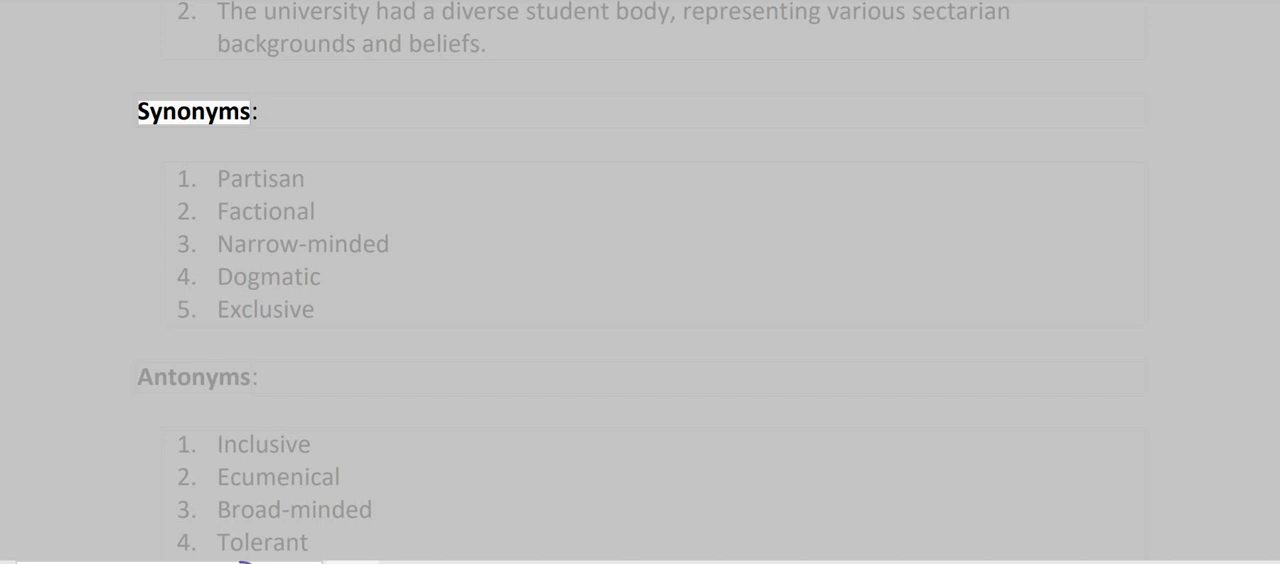 2. The university had a diverse student body, representing various sectarian
backgrounds and beliefs.
Synonyms:
1. Partisan
2. Factional
3. Narrow-minded
4. Dogmatic
5. Exclusive
Antonyms:
1. Inclusive
2. Ecumenical
3. Broad-minded
4. Tolerant